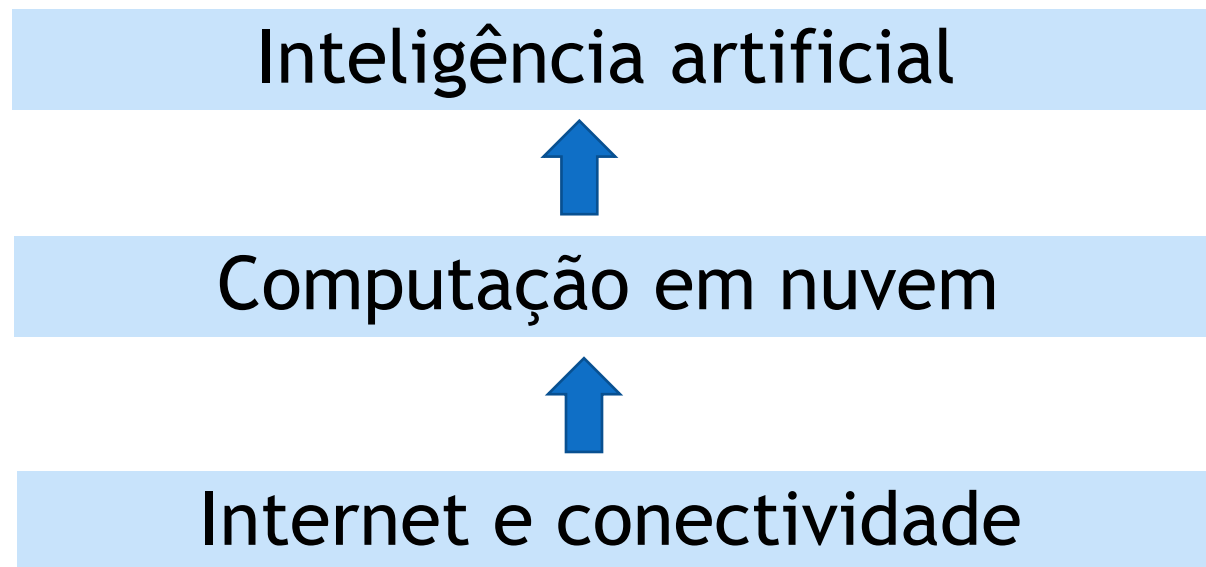 Inteligência artificial
Computação em nuvem
Internet e conectividade